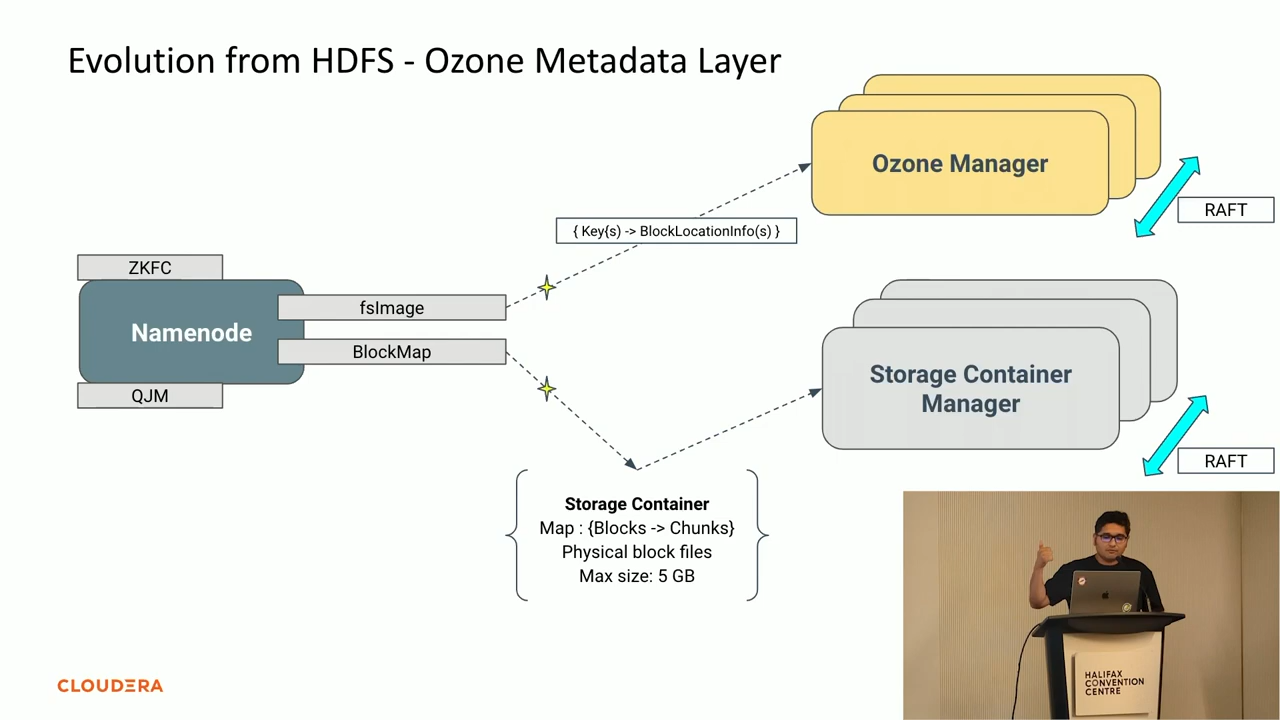 Evolution from HDFS - Ozone Metadata Layer
Ozone Manager
RAFT
{ Key{s) -> BlockLocationInfo(s) }
ZKFC
Namenode
fsImage
BlockMap
QJM
Storage Container
Manager
RAFT
Storage Container
Map : {Blocks -> Chunks}
Physical block files
Max size: 5 GB
CLOUDERA
HALIFAX
CONVENTION
CENTRE